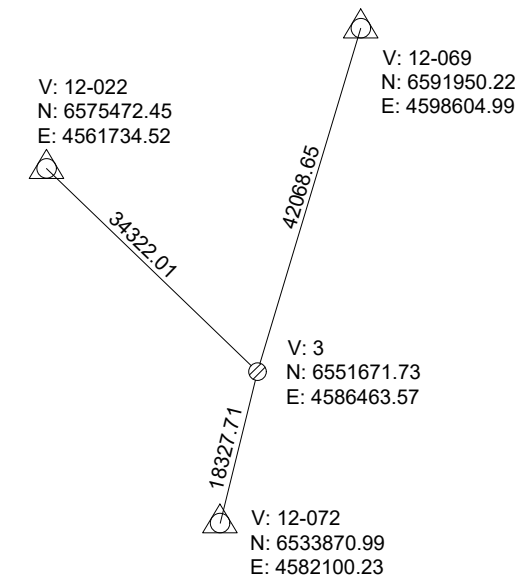 V: 12-069
N: 6591950.22
E: 4598604.99
V: 12-022
N: 6575472.45
E: 4561734.52
42068.65
34322.01
V: 3
N: 6551671.73
E: 4586463.57
18327.71
V: 12-072
N: 6533870.99
E: 4582100.23